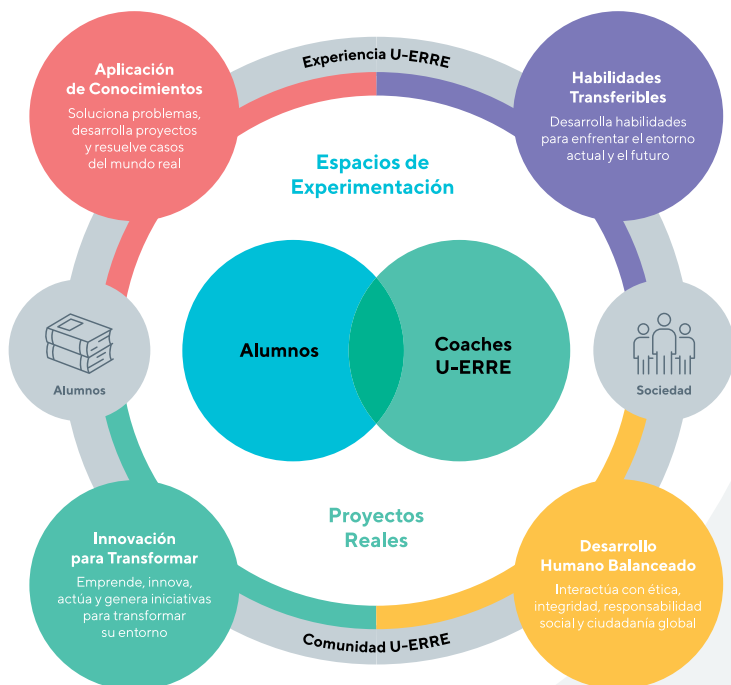 Experiencia U-ERRE
Aplicación
de Conocimientos
Soluciona problemas,
desarrolla proyectos
y resuelve casos
del mundo real
Habilidades
Transferibles
Desarrolla habilidades
para enfrentar el entorno
actual y el futuro
Espacios de
Experimentación
Alumnos
Alumnos
Coaches
U-ERRE
Sociedad
Proyectos
Reales
Innovación
para Transformar
Emprende, innova,
actúa y genera iniciativas
para transformar
su entorno
Desarrollo
Humano Balanceado
Interactúa con ética,
integridad, responsabilidad
social y ciudadanía global
Comunidad U-ERRE